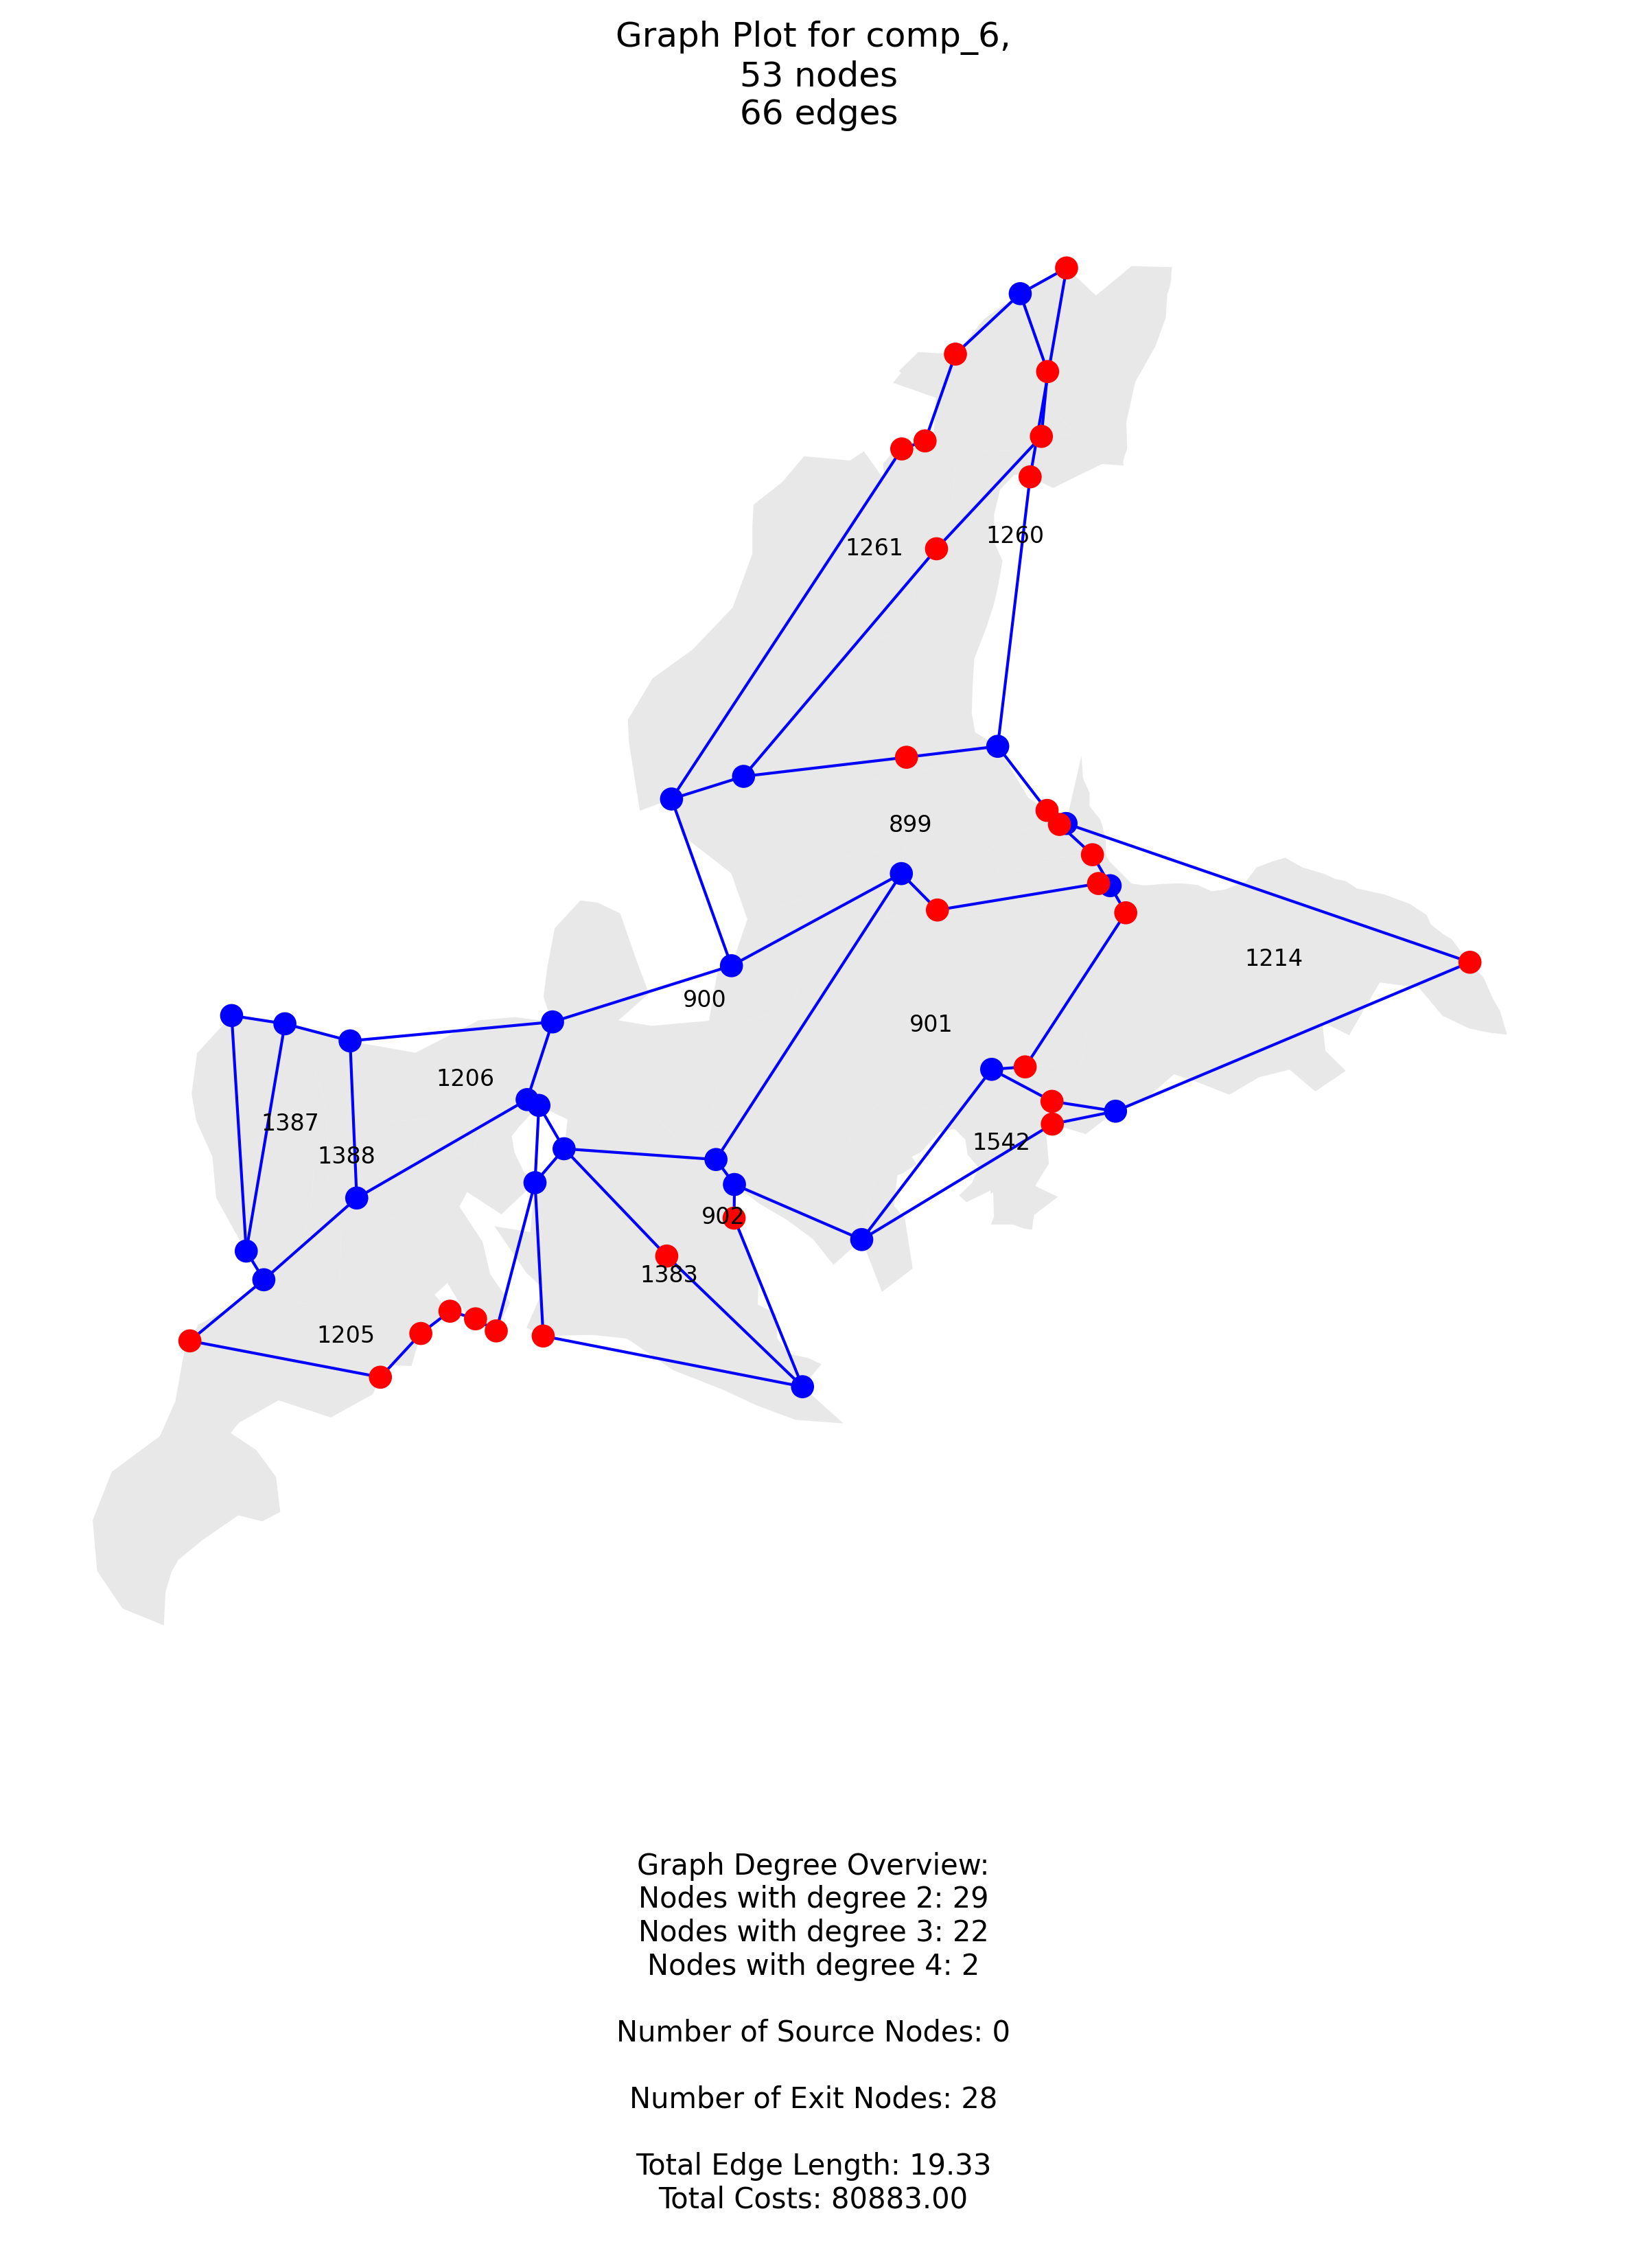 Graph Plot for comp_6,
53 nodes
66 edges
1260
1261
899
1214
900
901
1206
1387
1388
1542
902
1383
1205
Graph Degree Overview:
Nodes with degree 2: 29
Nodes with degree 3: 22
Nodes with degree 4: 2
Number of Source Nodes: 0
Number of Exit Nodes: 28
Total Edge Length: 19.33
Total Costs: 80883.00